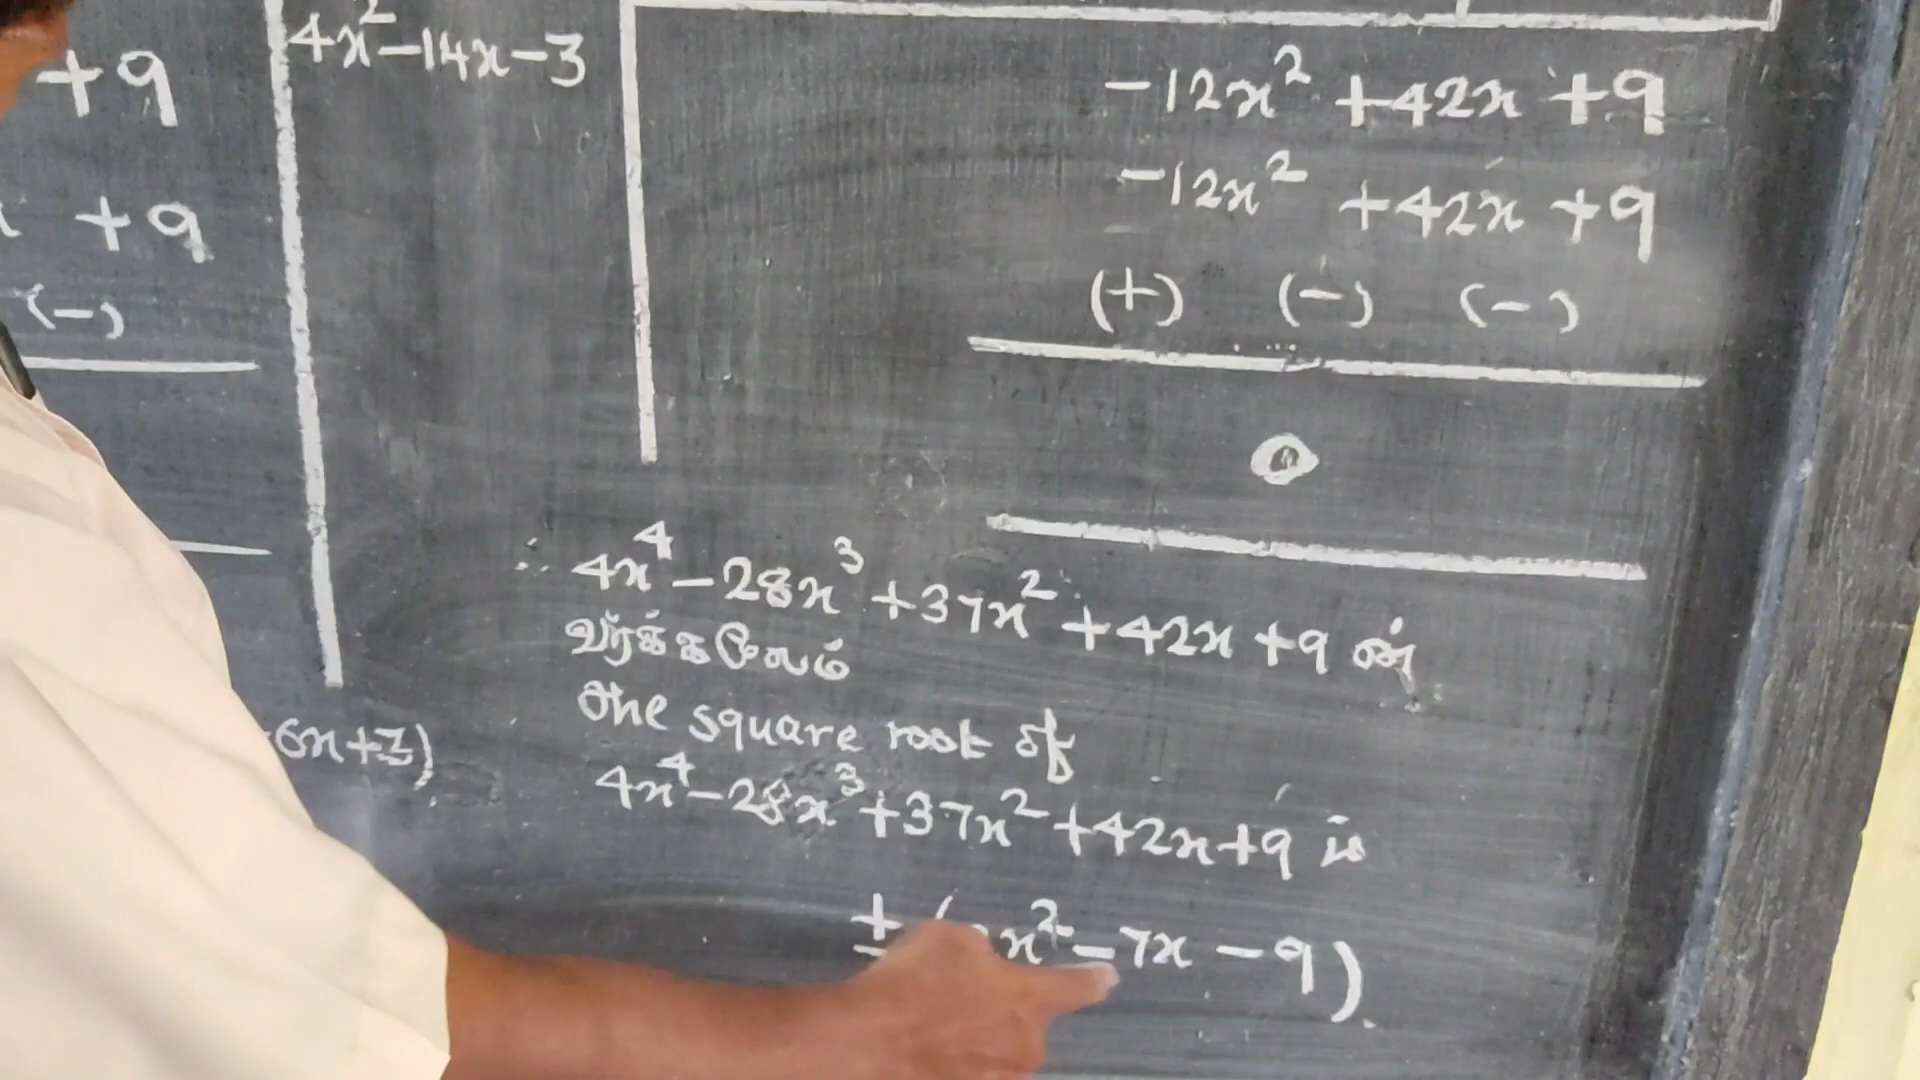 +9
+9
(-)
6x+3)
4x²-14x-3
-12x² +42x +9
-12x² +42x +9
(+) (-) (-)
0
∴ 4x⁴-28x³+37x²+42x+9 ன்
வர்க்கமூலம்
The square root of
4x⁴-28x³+37x²+42x+9 is
± ( x²-7x-9)